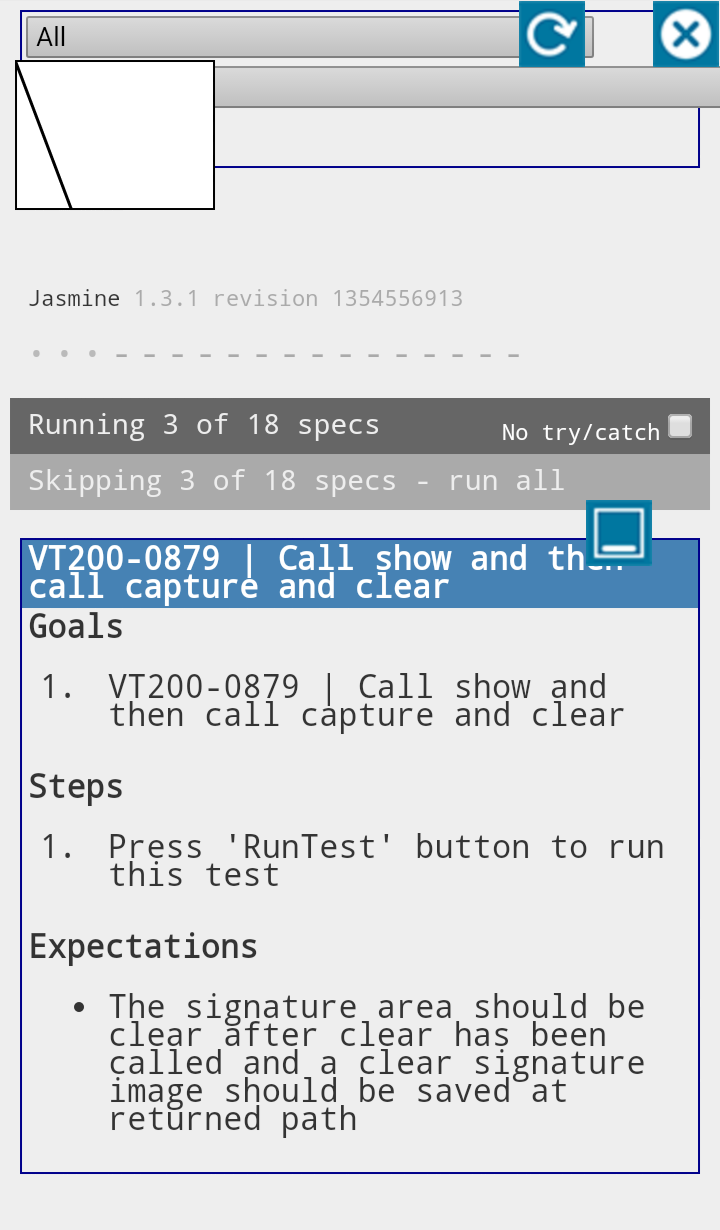 All
Jasmine 1.3.1 revision 1354556913
Running 3 of 18 specs
No try/catch
Skipping 3 of 18 specs - run all
VT200-0879 | Call show and then
call capture and clear
Goals
1. VT200-0879 | Call show and
then call capture and clear
Steps
1. Press 'RunTest' button to run
this test
Expectations
• The signature area should be
clear after clear has been
called and a clear signature
image should be saved at
returned path